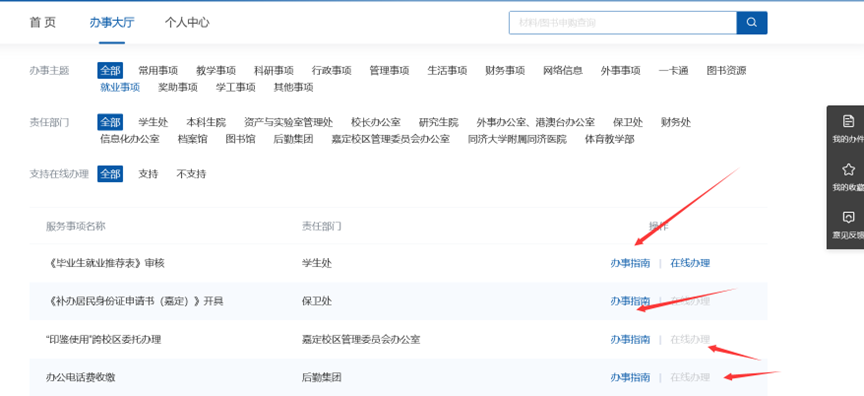 首 页 办事大厅 个人中心 材料/图书申购查询
办事主题 全部 常用事项 教学事项 科研事项 行政事项 管理事项 生活事项 财务事项 网络信息 外事事项 一卡通 图书资源
就业事项 奖助事项 学工事项 其他事项
责任部门 全部 学生处 本科生院 资产与实验室管理处 校长办公室 研究生院 外事办公室、港澳台办公室 保卫处 财务处
信息化办公室 档案馆 图书馆 后勤集团 嘉定校区管理委员会办公室 同济大学附属同济医院 体育教学部
支持在线办理 全部 支持 不支持
服务事项名称 责任部门 操作
《毕业生就业推荐表》审核 学生处 办事指南 | 在线办理
《补办居民身份证申请书（嘉定）》开具 保卫处 办事指南 | 在线办理
“印鉴使用”跨校区委托办理 嘉定校区管理委员会办公室 办事指南 | 在线办理
办公电话费收缴 后勤集团 办事指南 | 在线办理
我的办件
我的收藏
意见反馈